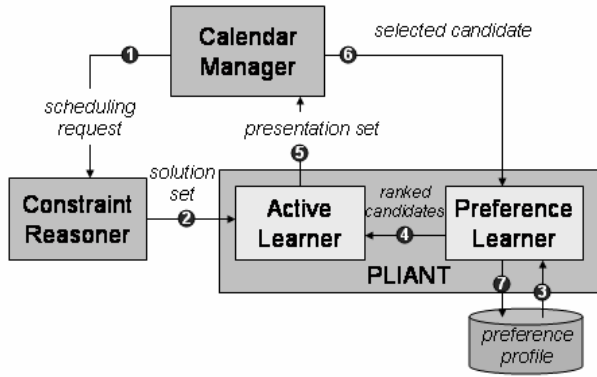 Calendar
Manager
1
6
selected candidate
scheduling
request
presentation set
5
solution
set
2
Constraint
Reasoner
Active
Learner
ranked
candidates
4
Preference
Learner
PLIANT
7
3
preference
profile